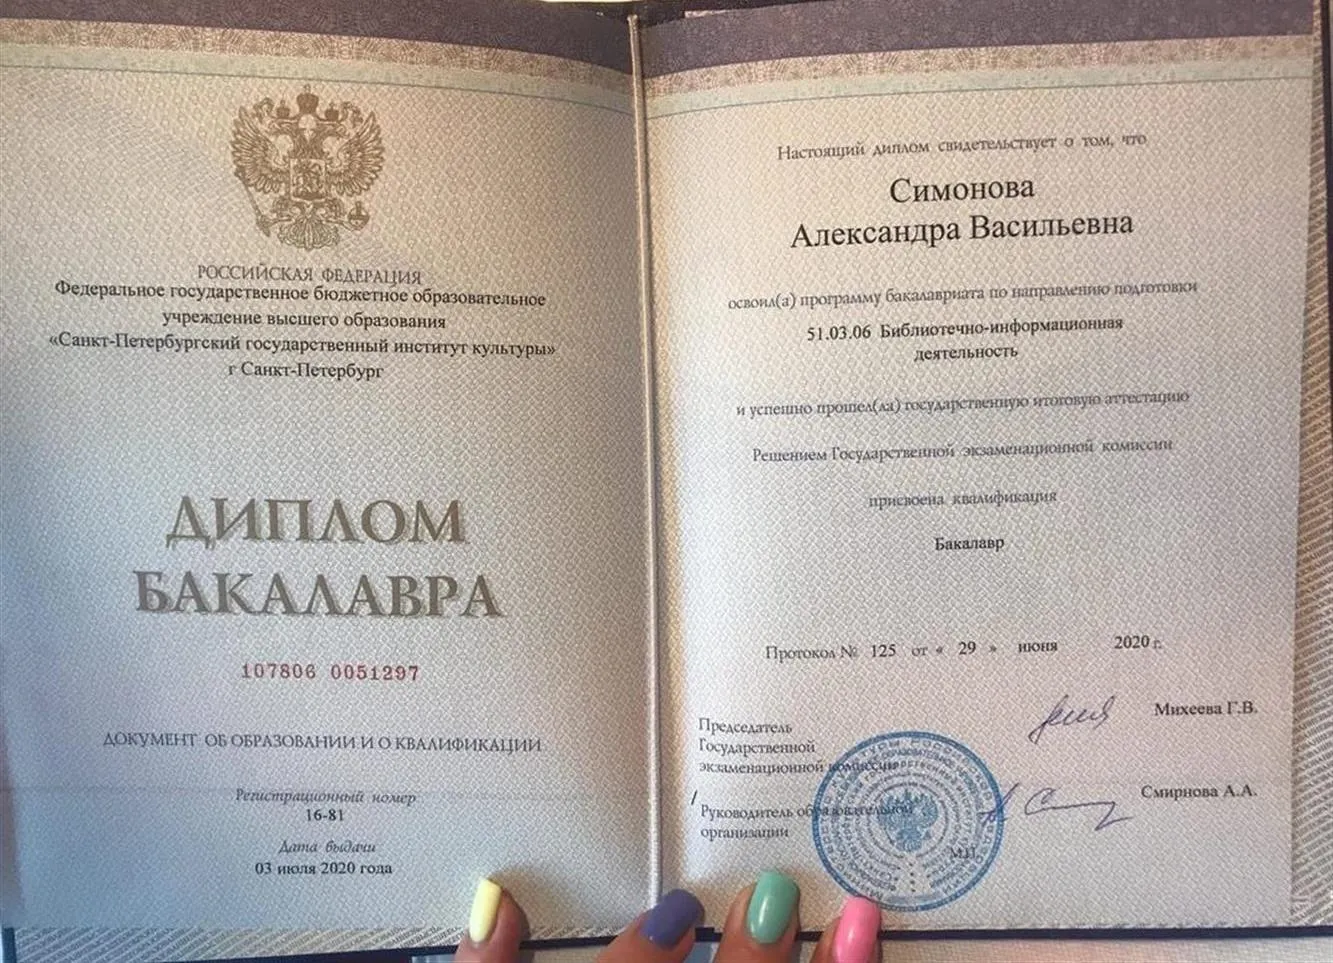 РОССИЙСКАЯ ФЕДЕРАЦИЯ
Федеральное государственное бюджетное образовательное
учреждение высшего образования
«Санкт-Петербургский государственный институт культуры»
г Санкт-Петербург
ДИПЛОМ
БАКАЛАВРА
107806 0051297
ДОКУМЕНТ ОБ ОБРАЗОВАНИИ И О КВАЛИФИКАЦИИ
Регистрационный номер
16-81
Дата выдачи
03 июля 2020 года
Настоящий диплом свидетельствует о том, что
Симонова
Александра Васильевна
освоил(а) программу бакалавриата по направлению подготовки
51.03.06 Библиотечно-информационная
деятельность
и успешно прошел(ла) государственную итоговую аттестацию
Решением Государственной экзаменационной комиссии
присвоена квалификация
Бакалавр
Протокол № 125 от « 29 » июня 2020 г.
Председатель
Государственной
экзаменационной комиссии
Михеева Г.В.
/
Руководитель образовательной
организации
Смирнова А.А.
М.П.